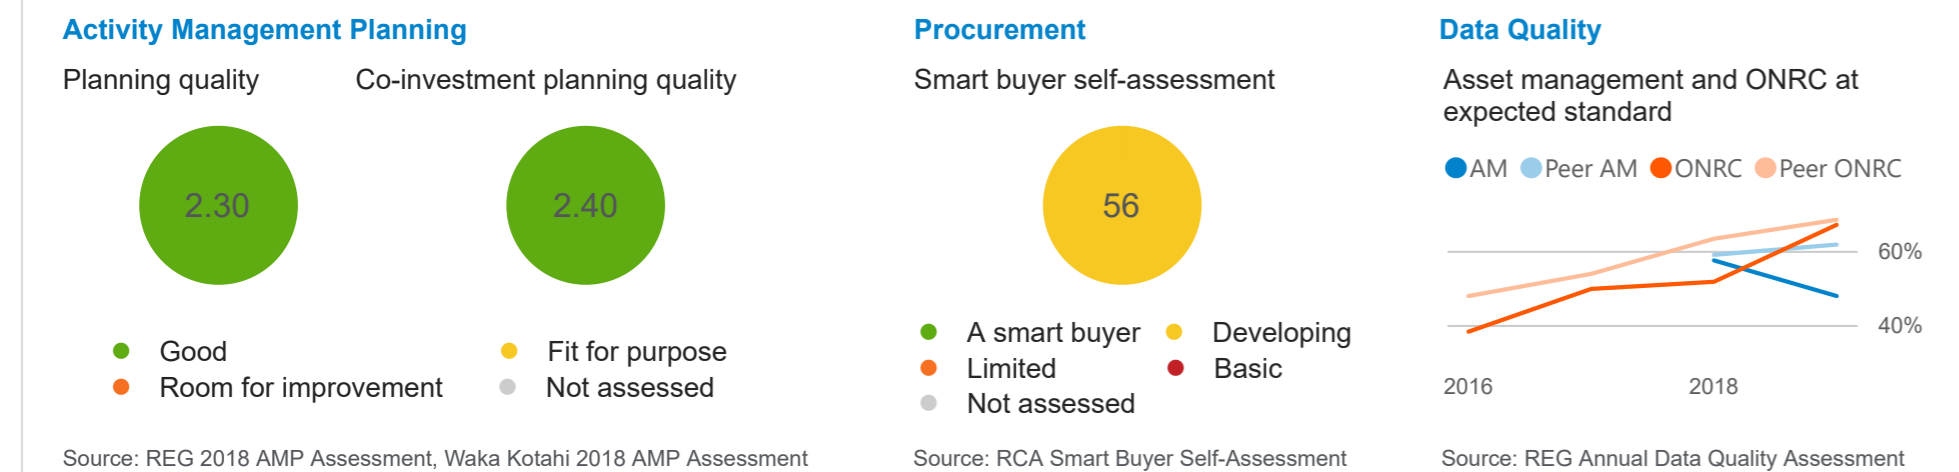 Activity Management Planning
Planning quality
Co-investment planning quality
2.30
2.40
Good
Fit for purpose
Room for improvement
Not assessed
Source: REG 2018 AMP Assessment, Waka Kotahi 2018 AMP Assessment
Procurement
Smart buyer self-assessment
56
A smart buyer
Developing
Limited
Basic
Not assessed
Source: RCA Smart Buyer Self-Assessment
Data Quality
Asset management and ONRC at
expected standard
AM Peer AM ONRC Peer ONRC
60%
40%
2016
2018
Source: REG Annual Data Quality Assessment